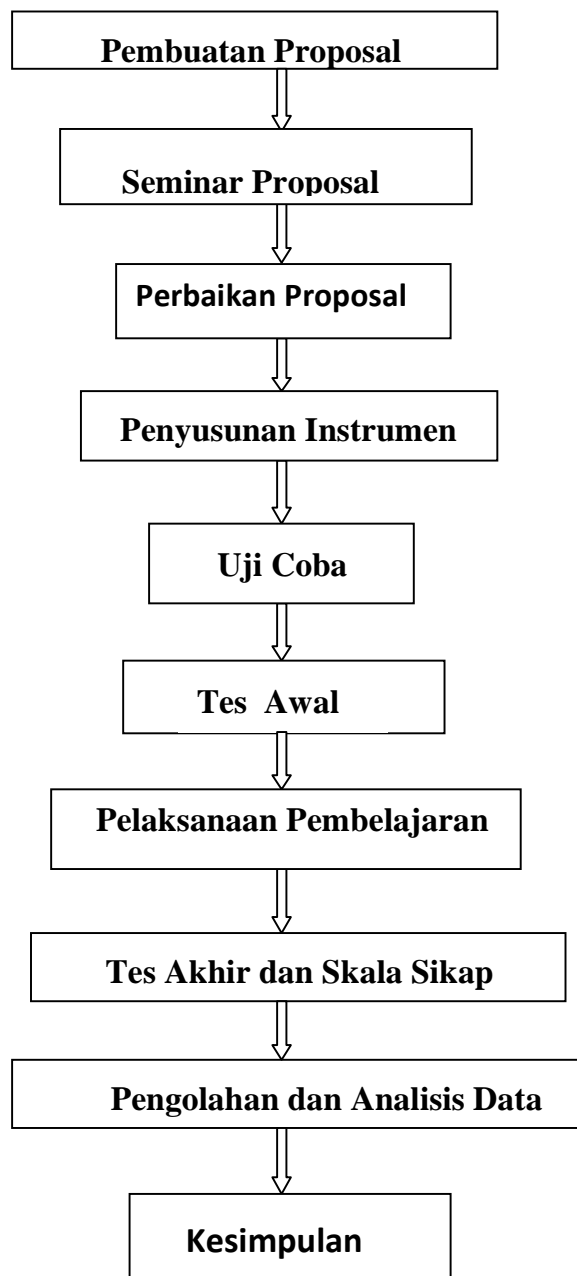 Pembuatan Proposal
Seminar Proposal
Perbaikan Proposal
Penyusunan Instrumen
Uji Coba
Tes Awal
Pelaksanaan Pembelajaran
Tes Akhir dan Skala Sikap
Pengolahan dan Analisis Data
Kesimpulan